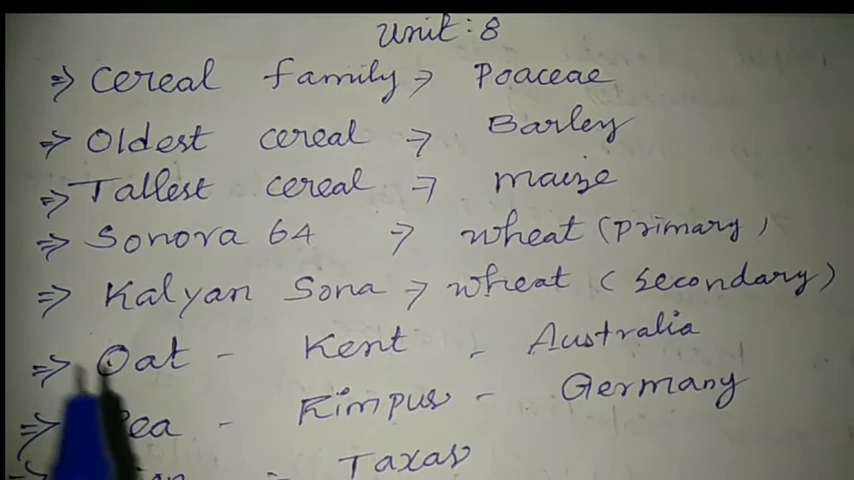 Unit: 8
⇒ Cereal family → Poaceae
⇒ Oldest cereal → Barley
⇒ Tallest cereal → maize
⇒ Sonora 64 → wheat (primary)
⇒ Kalyan Sona → wheat (secondary)
⇒ Oat - Kent - Australia
⇒ Pea - Rimpus - Germany
⇒ - Taxas